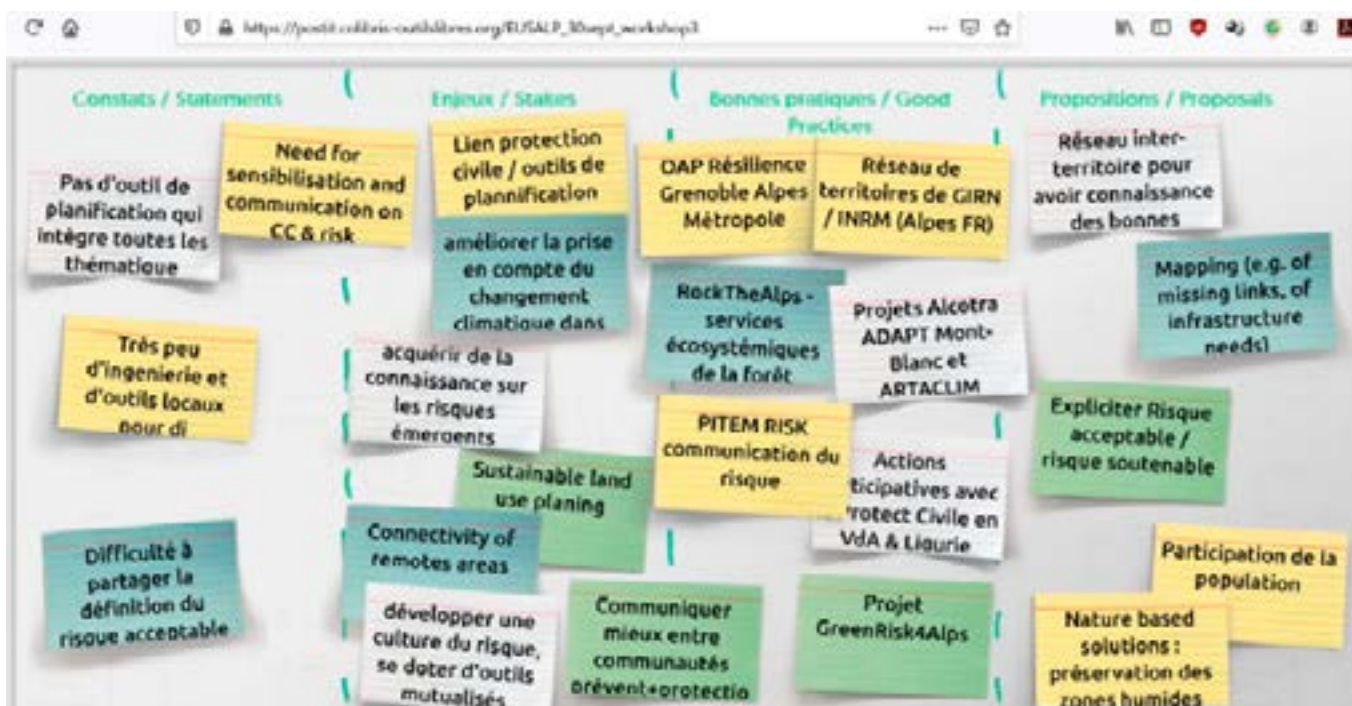 https://postit.colibris-outilslibres.org/EUSALP_30sept_workshop3
Constats / Statements
Pas d'outil de
planification qui
intègre toutes les
thématique
Need for
sensibilisation and
communication on
CC & risk
Très peu
d'ingenierie et
d'outils locaux
pour di
Difficulté à
partager la
définition du
risque acceptable
Enjeux / Stakes
Lien protection
civile / outils de
plannification
améliorer la prise
en compte du
changement
climatique dans
acquérir de la
connaissance sur
les risques
émergents
Sustainable land
use planing
Connectivity of
remotes areas
développer une
culture du risque,
se doter d'outils
mutualisés
Communiquer
mieux entre
communautés
prévent+protectio
Bonnes pratiques / Good
Practices
OAP Résilience
Grenoble Alpes
Métropole
Réseau de
territoires de GIRN
/ INRM (Alpes FR)
RockTheAlps -
services
écosystémiques
de la forêt
Projets Alcotra
ADAPT Mont-
Blanc et
ARTACLIM
PITEM RISK
communication du
risque
Actions
ticipatives avec
Protect Civile en
VdA & Ligurie
Projet
GreenRisk4Alps
Propositions / Proposals
Réseau inter-
territoire pour
avoir connaissance
des bonnes
Mapping (e.g. of
missing links, of
infrastructure
needs)
Expliciter Risque
acceptable /
risque soutenable
Participation de la
population
Nature based
solutions :
préservation des
zones humides